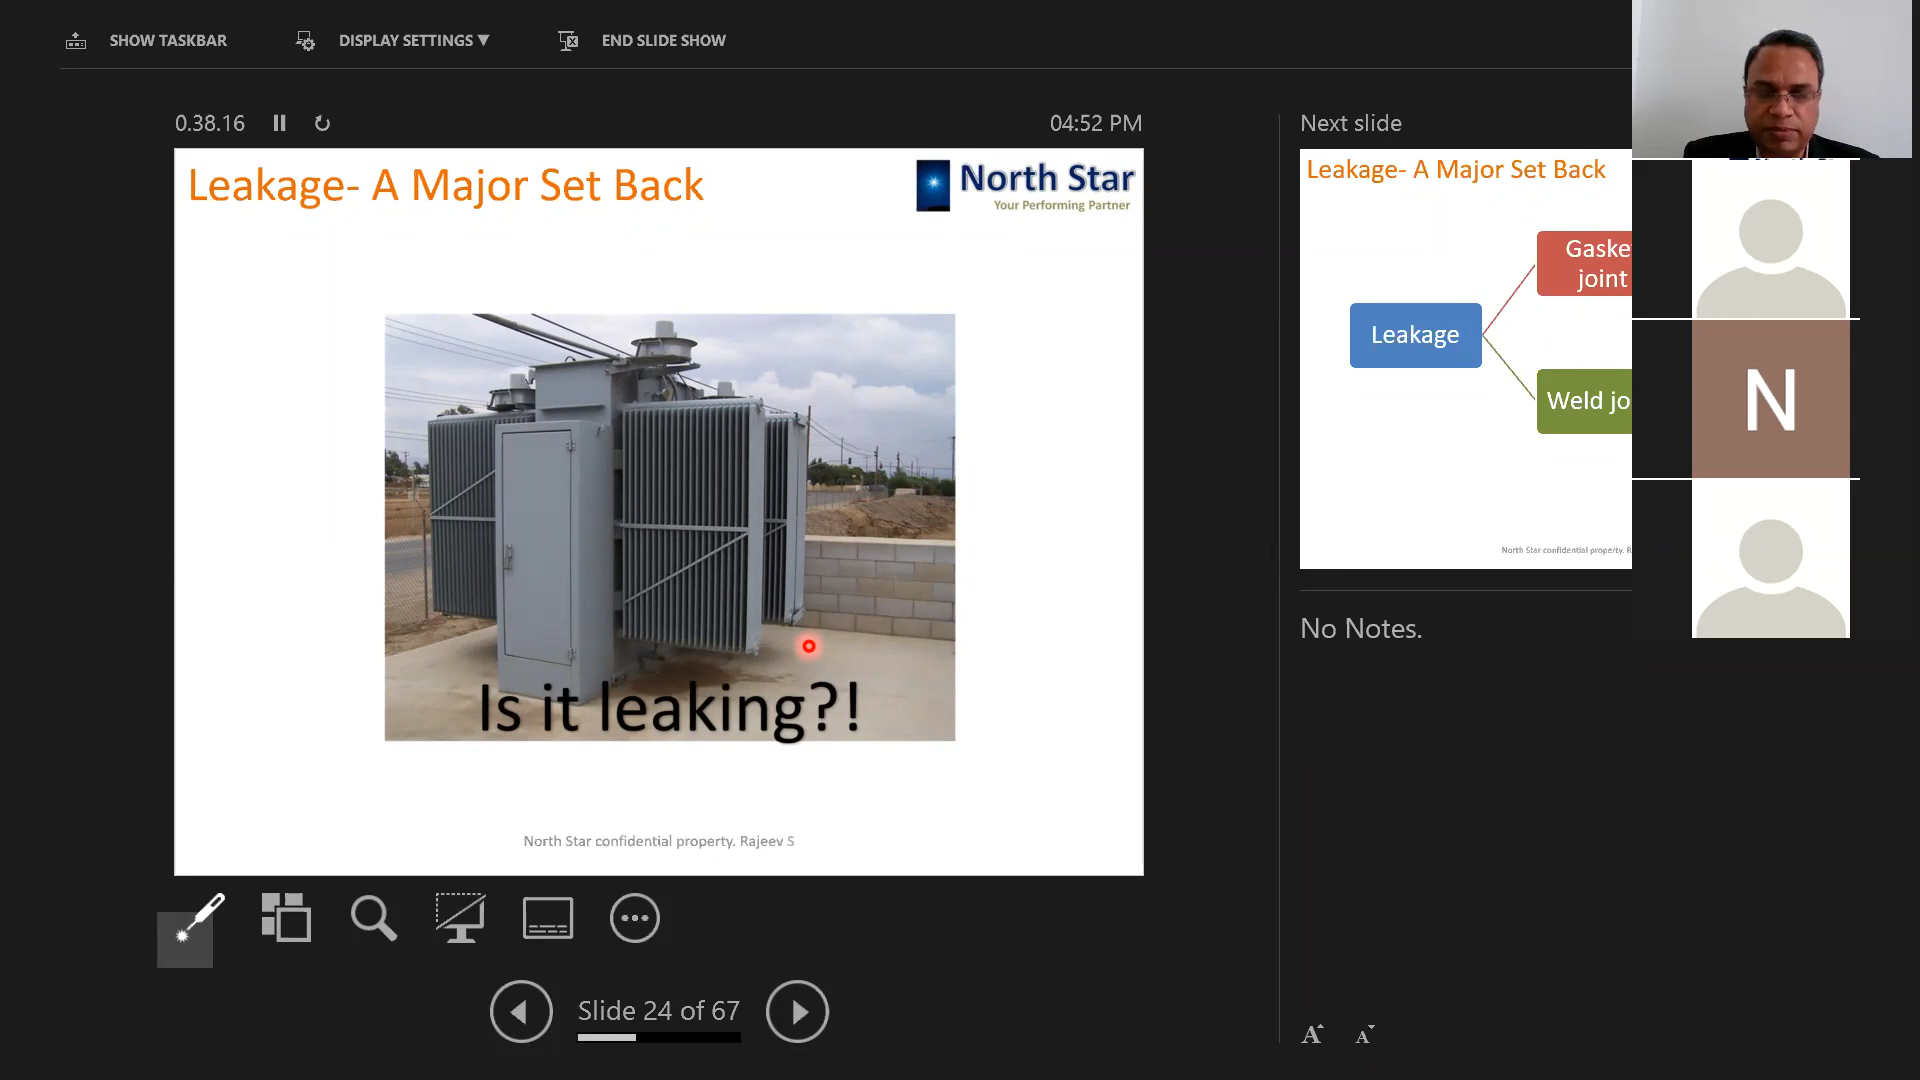 SHOW TASKBAR
DISPLAY SETTINGS
END SLIDE SHOW
0.38.16
04:52 PM
Leakage- A Major Set Back
North Star
Your Performing Partner
Is it leaking?!
North Star confidential property. Rajeev S
Slide 24 of 67
Next slide
Leakage- A Major Set Back
Leakage
Gaske
joint
Weld jo
North Star confidential property. R
No Notes.
A
A
N